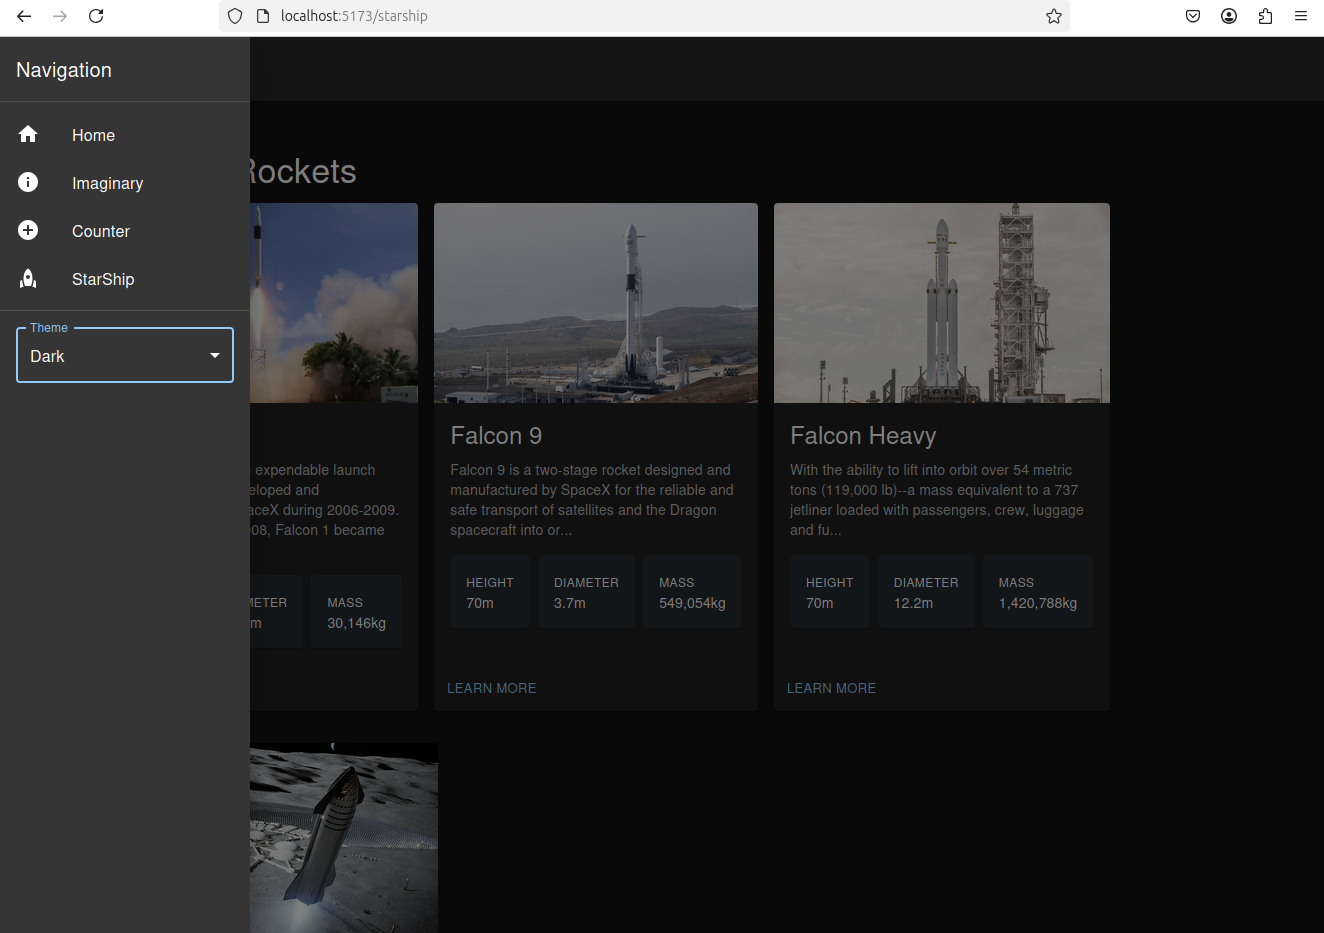 localhost:5173/starship
Navigation
Home
Imaginary
Counter
StarShip
Theme
Dark
Rockets
expendable launch
eloped and
aceX during 2006-2009.
08, Falcon 1 became
METER
m
MASS
30,146kg
Falcon 9
Falcon 9 is a two-stage rocket designed and
manufactured by SpaceX for the reliable and
safe transport of satellites and the Dragon
spacecraft into or...
HEIGHT
70m
DIAMETER
3.7m
MASS
549,054kg
LEARN MORE
Falcon Heavy
With the ability to lift into orbit over 54 metric
tons (119,000 lb)--a mass equivalent to a 737
jetliner loaded with passengers, crew, luggage
and fu...
HEIGHT
70m
DIAMETER
12.2m
MASS
1,420,788kg
LEARN MORE